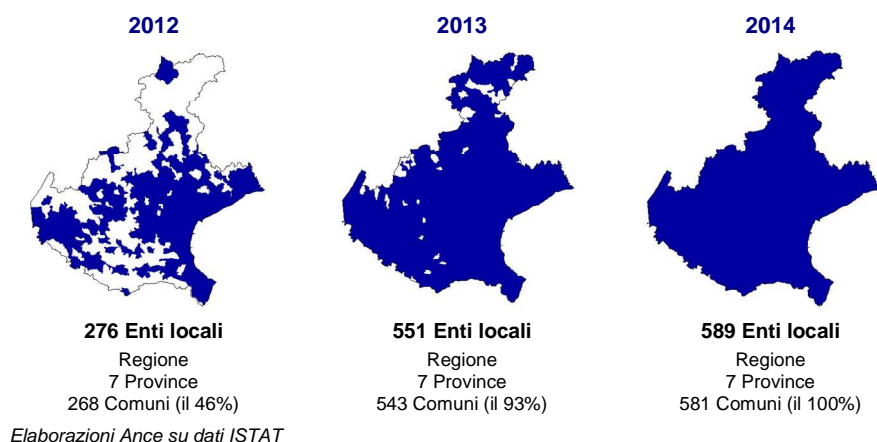 2012
2013
2014
276 Enti locali
Regione
7 Province
268 Comuni (il 46%)
551 Enti locali
Regione
7 Province
543 Comuni (il 93%)
589 Enti locali
Regione
7 Province
581 Comuni (il 100%)
Elaborazioni Ance su dati ISTAT